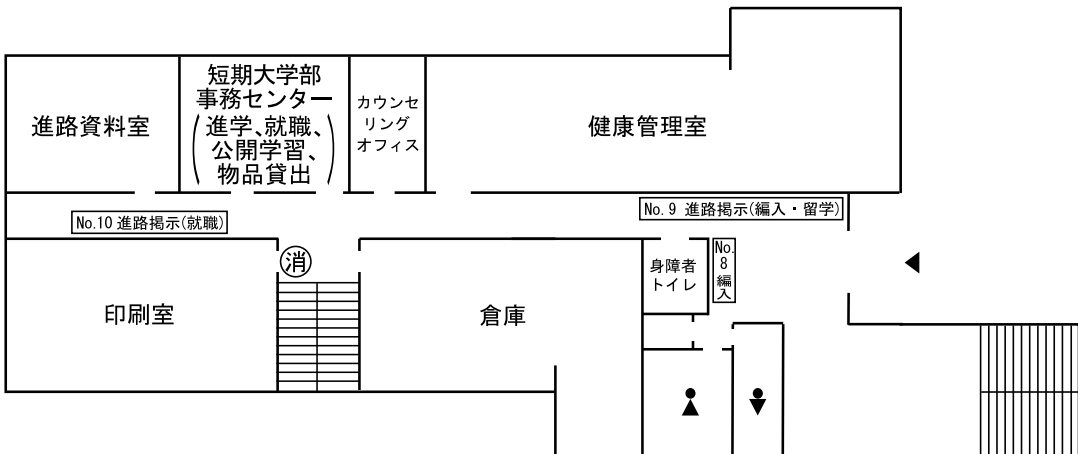 進路資料室
短期大学部
事務センター
(進学、就職、
公開学習、
物品貸出)
カウンセ
リング
オフィス
健康管理室
No.10 進路掲示(就職)
No.9 進路掲示(編入・留学)
消
印刷室
倉庫
身障者
トイレ
No.
8
編
入